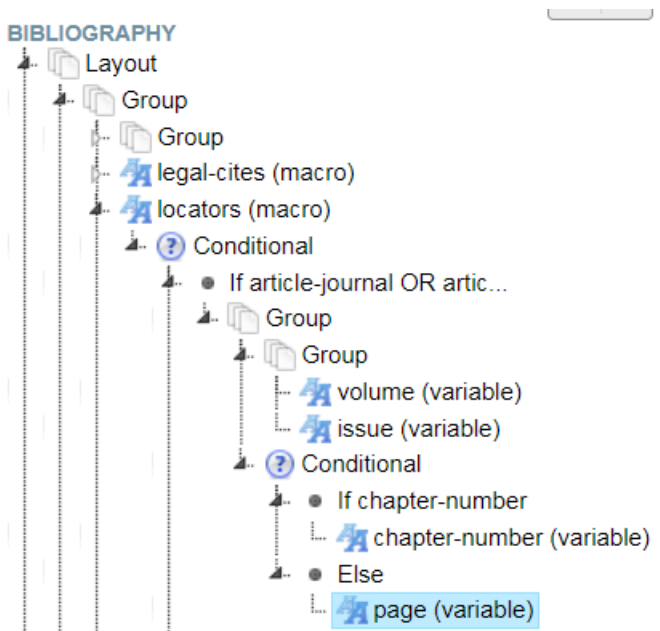 BIBLIOGRAPHY
Layout
Group
Group
legal-cites (macro)
locators (macro)
Conditional
If article-journal OR artic...
Group
Group
volume (variable)
issue (variable)
Conditional
If chapter-number
chapter-number (variable)
Else
page (variable)